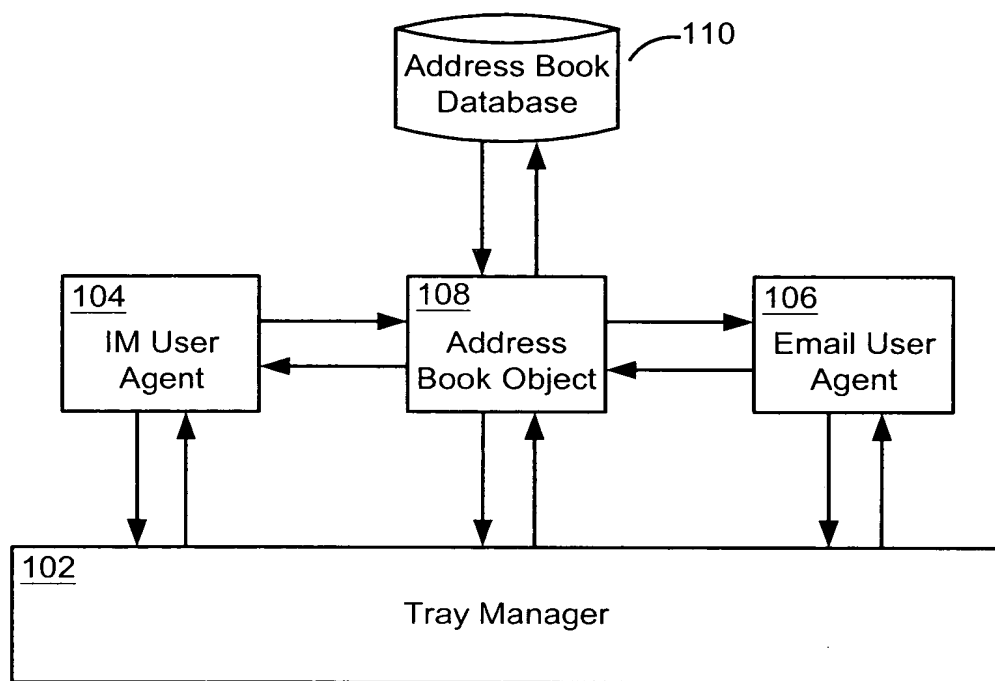 Address Book
Database
110
104
IM User
Agent
108
Address
Book Object
106
Email User
Agent
102
Tray Manager